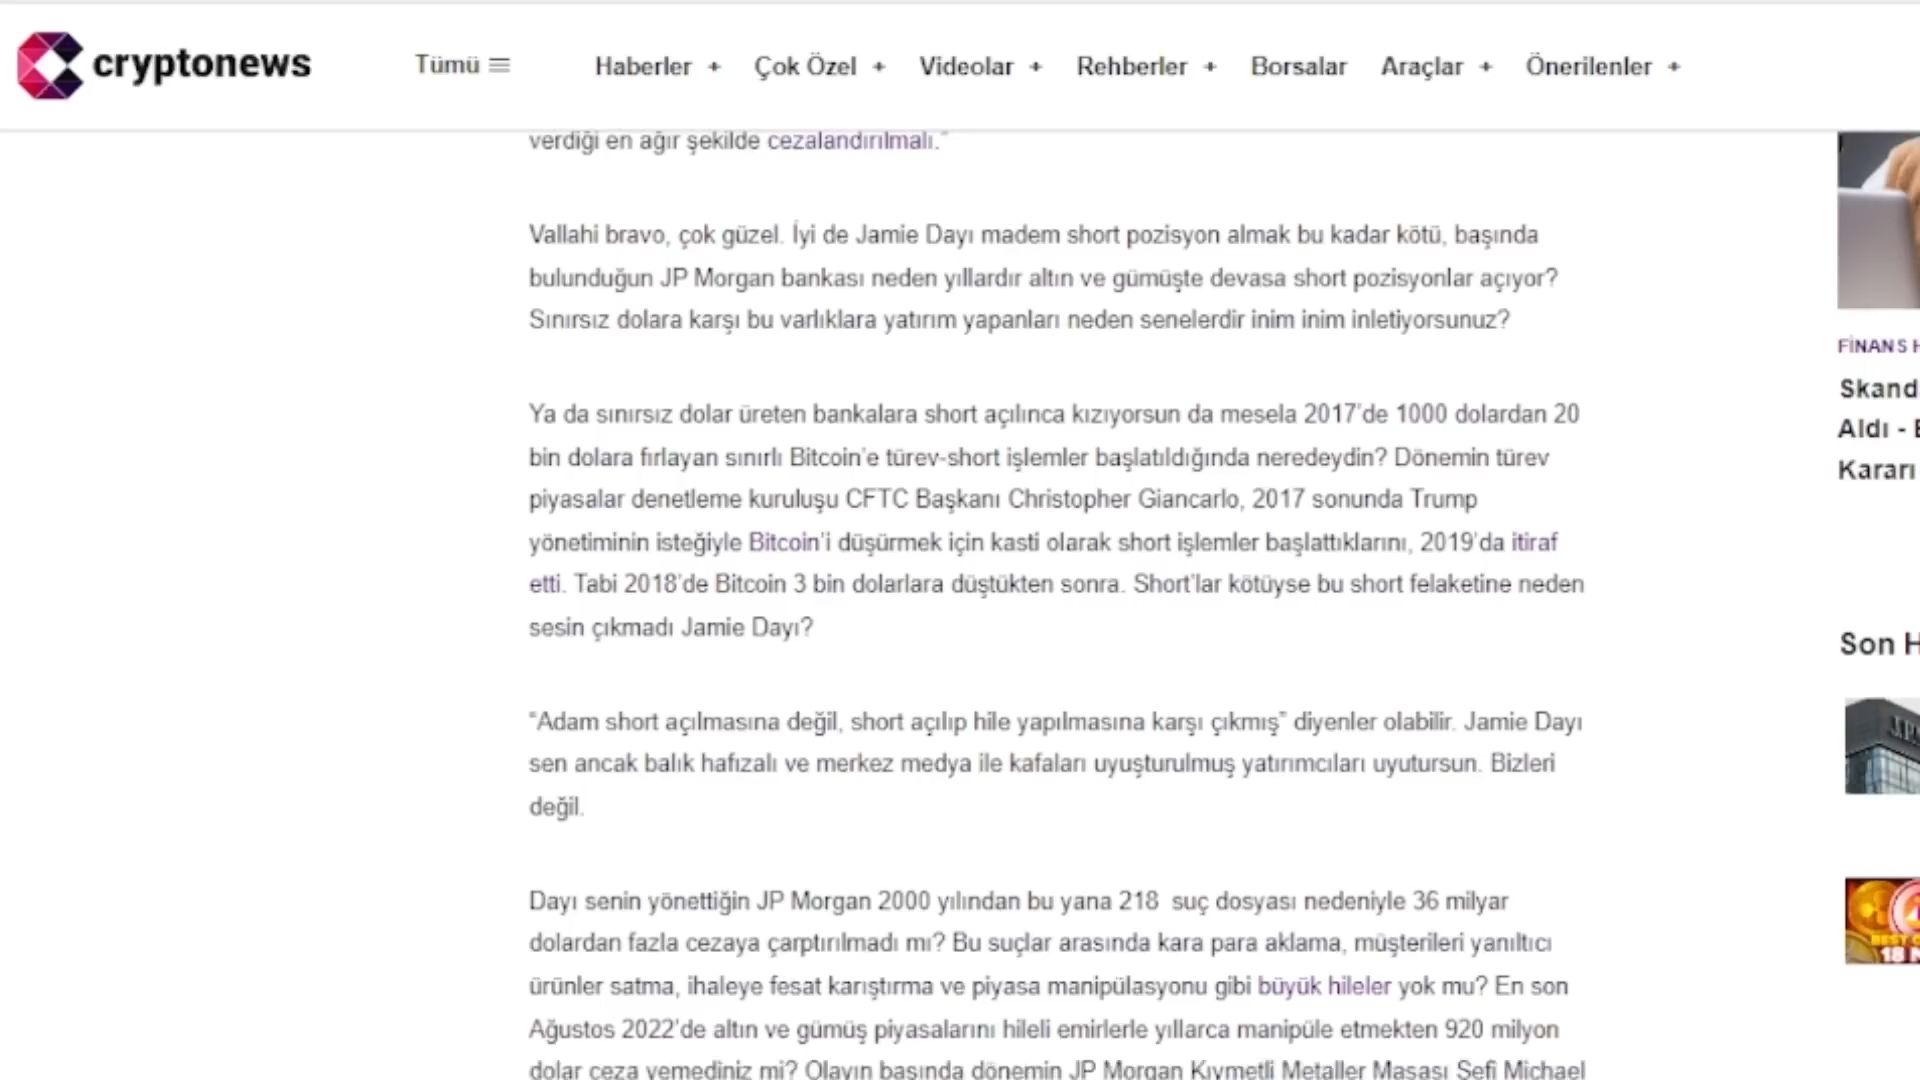 cryptonews
Tümü
Haberler + Çok Özel + Videolar + Rehberler + Borsalar Araçlar + Önerilenler +
verdiği en ağır şekilde cezalandırılmalı.”
Vallahi bravo, çok güzel. İyi de Jamie Dayı madem short pozisyon almak bu kadar kötü, başında
bulunduğun JP Morgan bankası neden yıllardır altın ve gümüşte devasa short pozisyonlar açıyor?
Sınırsız dolara karşı bu varlıklara yatırım yapanları neden senelerdir inim inim inletiyorsunuz?
Ya da sınırsız dolar üreten bankalara short açılınca kızıyorsun da mesela 2017’de 1000 dolardan 20
bin dolara fırlayan sınırlı Bitcoin’e türev-short işlemler başlatıldığında neredeydin? Dönemin türev
piyasalar denetleme kuruluşu CFTC Başkanı Christopher Giancarlo, 2017 sonunda Trump
yönetiminin isteğiyle Bitcoin’i düşürmek için kasti olarak short işlemler başlattıklarını, 2019’da itiraf
etti. Tabi 2018’de Bitcoin 3 bin dolarlara düştükten sonra. Short’lar kötüyse bu short felaketine neden
sesin çıkmadı Jamie Dayı?
“Adam short açılmasına değil, short açılıp hile yapılmasına karşı çıkmış” diyenler olabilir. Jamie Dayı
sen ancak balık hafızalı ve merkez medya ile kafaları uyuşturulmuş yatırımcıları uyutursun. Bizleri
değil.
Dayı senin yönettiğin JP Morgan 2000 yılından bu yana 218 suç dosyası nedeniyle 36 milyar
dolardan fazla cezaya çarptırılmadı mı? Bu suçlar arasında kara para aklama, müşterileri yanıltıcı
ürünler satma, ihaleye fesat karıştırma ve piyasa manipülasyonu gibi büyük hileler yok mu? En son
Ağustos 2022’de altın ve gümüş piyasalarını hileli emirlerle yıllarca manipüle etmekten 920 milyon
dolar ceza yemediniz mi? Olayın başında dönemin JP Morgan Kıymetli Metaller Masası Şefi Michael
FİNANS H
Skand
Aldı - E
Kararı
Son H
BEST
18